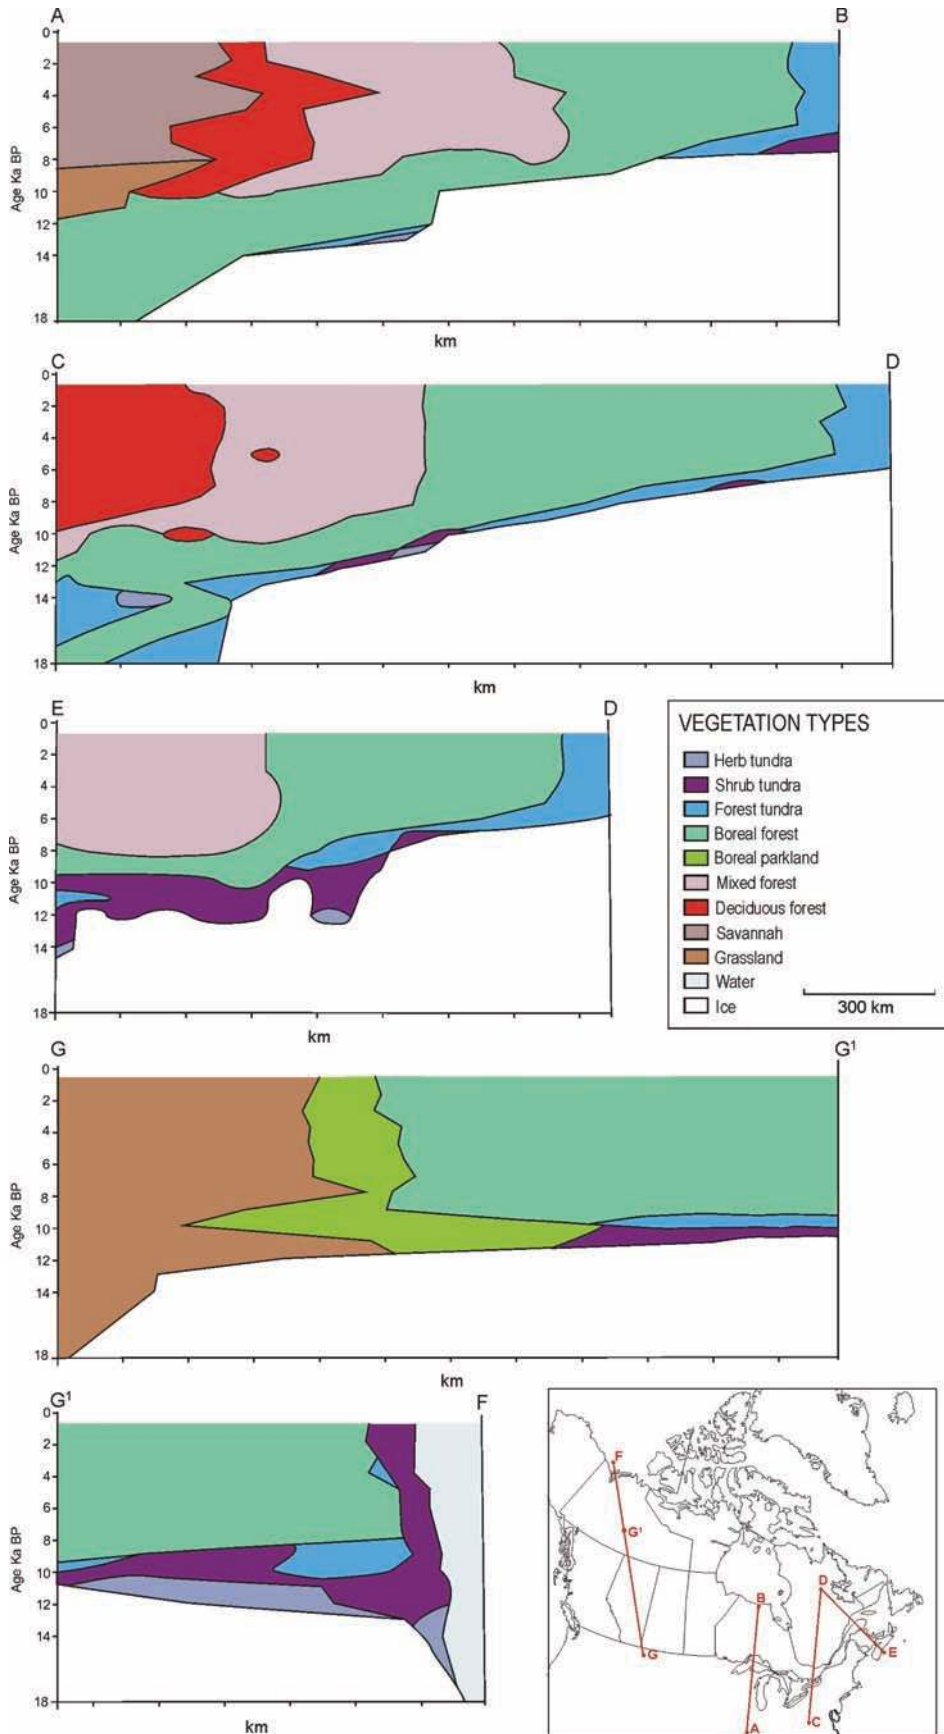 A B
0
2
4
6
8
10
12
14
18
Age Ka BP
km
C D
0
2
4
6
8
10
12
14
18
Age Ka BP
km
E D
0
2
4
6
8
10
12
14
18
Age Ka BP
km
VEGETATION TYPES
Herb tundra
Shrub tundra
Forest tundra
Boreal forest
Boreal parkland
Mixed forest
Deciduous forest
Savannah
Grassland
Water
Ice
300 km
G G¹
0
2
4
6
8
10
12
14
18
Age Ka BP
km
G¹ F
0
2
4
6
8
10
12
14
18
Age Ka BP
km
F
G¹
D
B
G
E
C
A